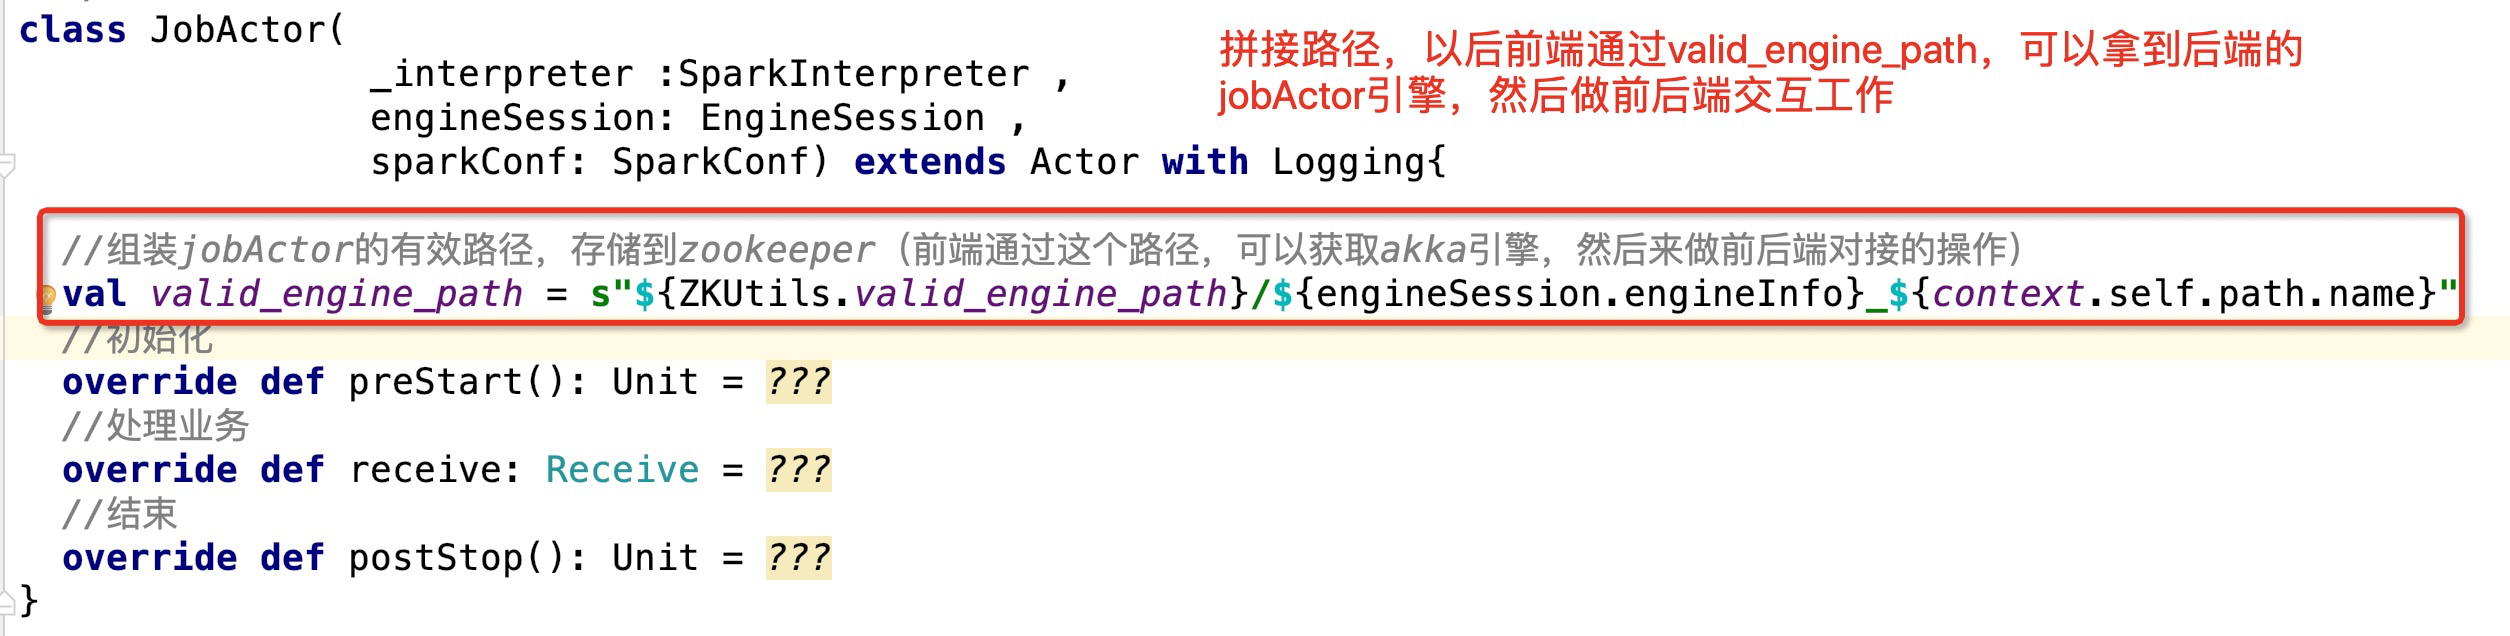 class JobActor(
拼接路径，以后前端通过valid_engine_path，可以拿到后端的
_interpreter :SparkInterpreter ,
jobActor引擎，然后做前后端交互工作
engineSession: EngineSession ,
sparkConf: SparkConf) extends Actor with Logging{
//组装jobActor的有效路径，存储到zookeeper（前端通过这个路径，可以获取akka引擎，然后来做前后端对接的操作）
val valid_engine_path = s"${ZKUtils.valid_engine_path}/${engineSession.engineInfo}_${context.self.path.name}"
//初始化
override def preStart(): Unit = ???
//处理业务
override def receive: Receive = ???
//结束
override def postStop(): Unit = ???
}